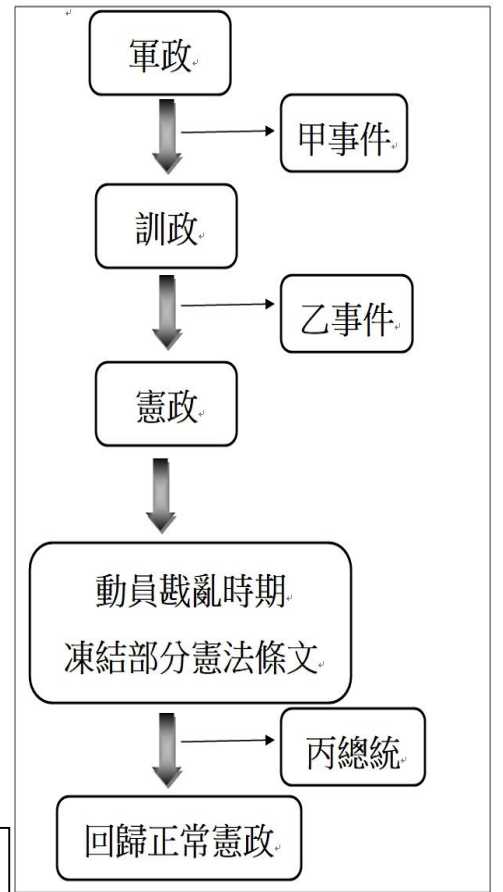 軍政
甲事件
訓政
乙事件
憲政
動員戡亂時期
凍結部分憲法條文
丙總統
回歸正常憲政